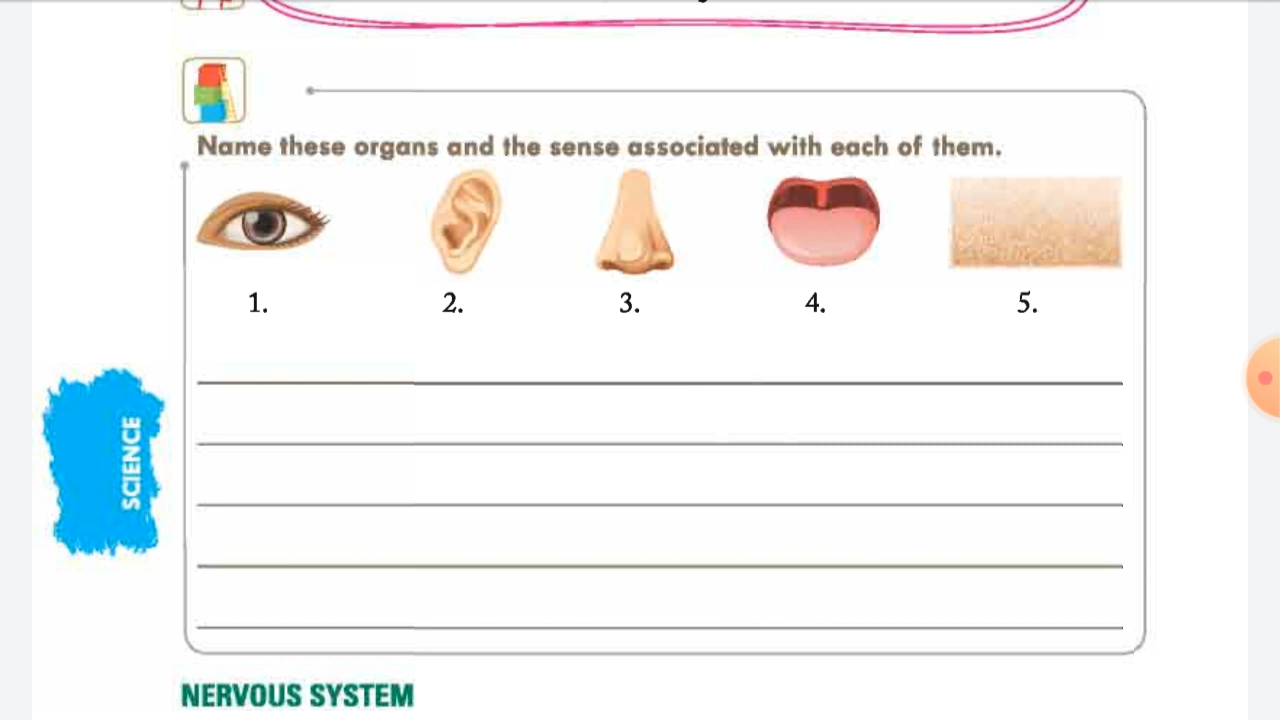 Name these organs and the sense associated with each of them.
1. 2. 3. 4. 5.
SCIENCE
NERVOUS SYSTEM